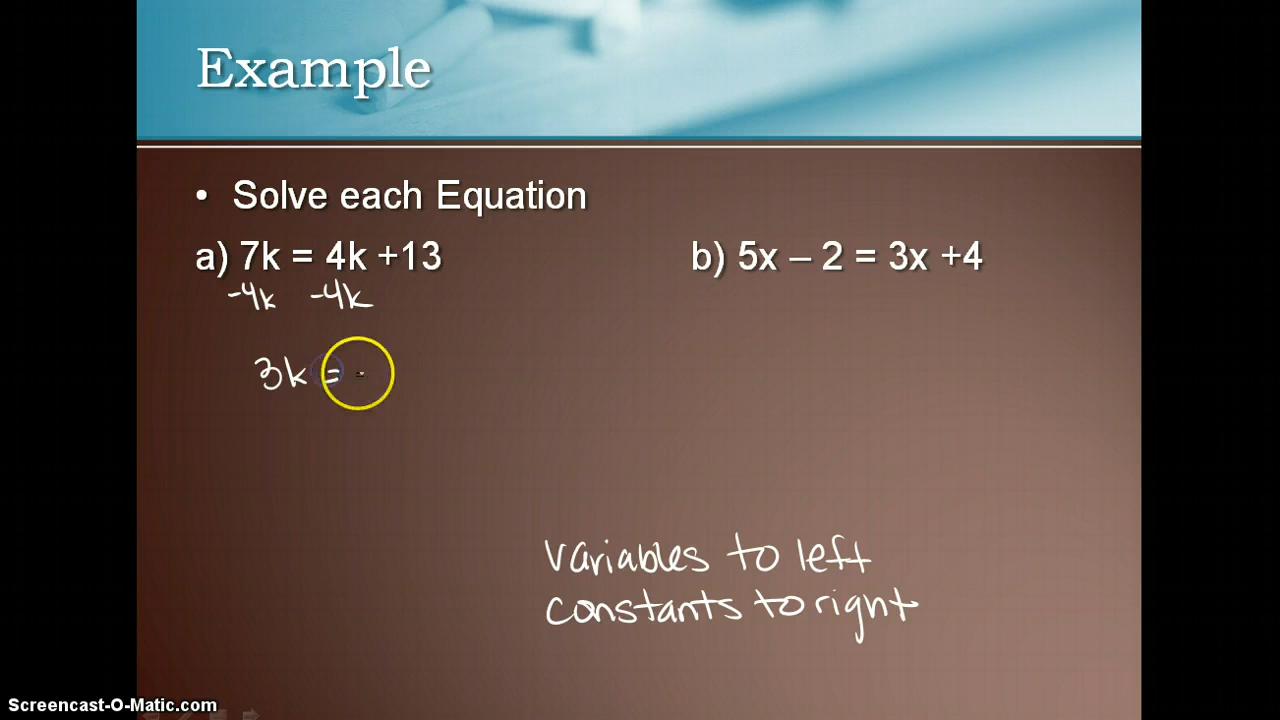 Example
• Solve each Equation
a) 7k = 4k +13
b) 5x – 2 = 3x +4
-4k -4k
3k =
variables to left
constants to right
Screencast-O-Matic.com